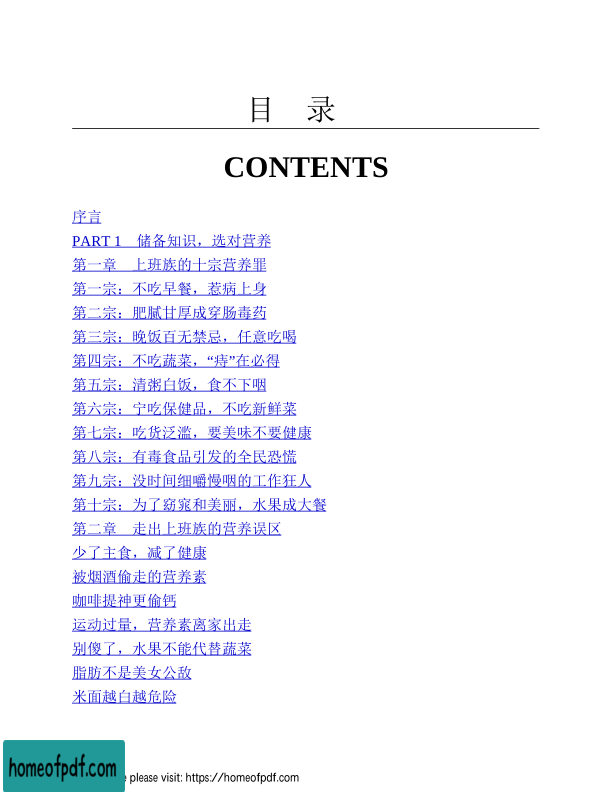 目 录
CONTENTS
序言
PART 1 储备知识，选对营养
第一章 上班族的十宗营养罪
第一宗：不吃早餐，惹病上身
第二宗：肥腻甘厚成穿肠毒药
第三宗：晚饭百无禁忌，任意吃喝
第四宗：不吃蔬菜，“痔”在必得
第五宗：清粥白饭，食不下咽
第六宗：宁吃保健品，不吃新鲜菜
第七宗：吃货泛滥，要美味不要健康
第八宗：有毒食品引发的全民恐慌
第九宗：没时间细嚼慢咽的工作狂人
第十宗：为了窈窕和美丽，水果成大餐
第二章 走出上班族的营养误区
少了主食，减了健康
被烟酒偷走的营养素
咖啡提神更偷钙
运动过量，营养素离家出走
别傻了，水果不能代替蔬菜
脂肪不是美女公敌
米面越白越危险
homeofpdf.com
e please visit: https://homeofpdf.com